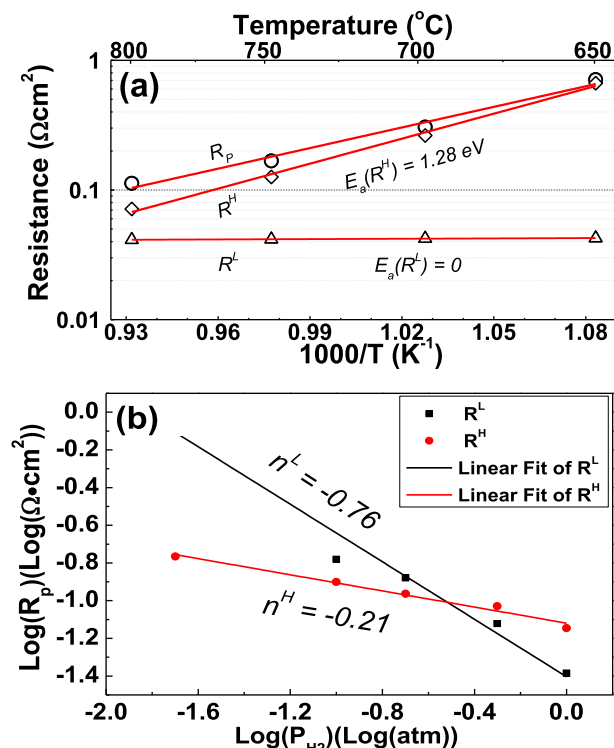 Temperature (°C)
800 750 700 650
(a)
1
0.1
0.01
Resistance (Ωcm²)
R_P
R^H
E_a(R^H) = 1.28 eV
R^L
E_a(R^L) = 0
0.93 0.96 0.99 1.02 1.05 1.08
1000/T (K⁻¹)
(b)
0.0
-0.2
-0.4
-0.6
-0.8
-1.0
-1.2
-1.4
Log(R_p)(Log(Ω•cm²))
R^L
R^H
Linear Fit of R^L
Linear Fit of R^H
n^L = -0.76
n^H = -0.21
-2.0 -1.6 -1.2 -0.8 -0.4 0.0
Log(P_H2)(Log(atm))